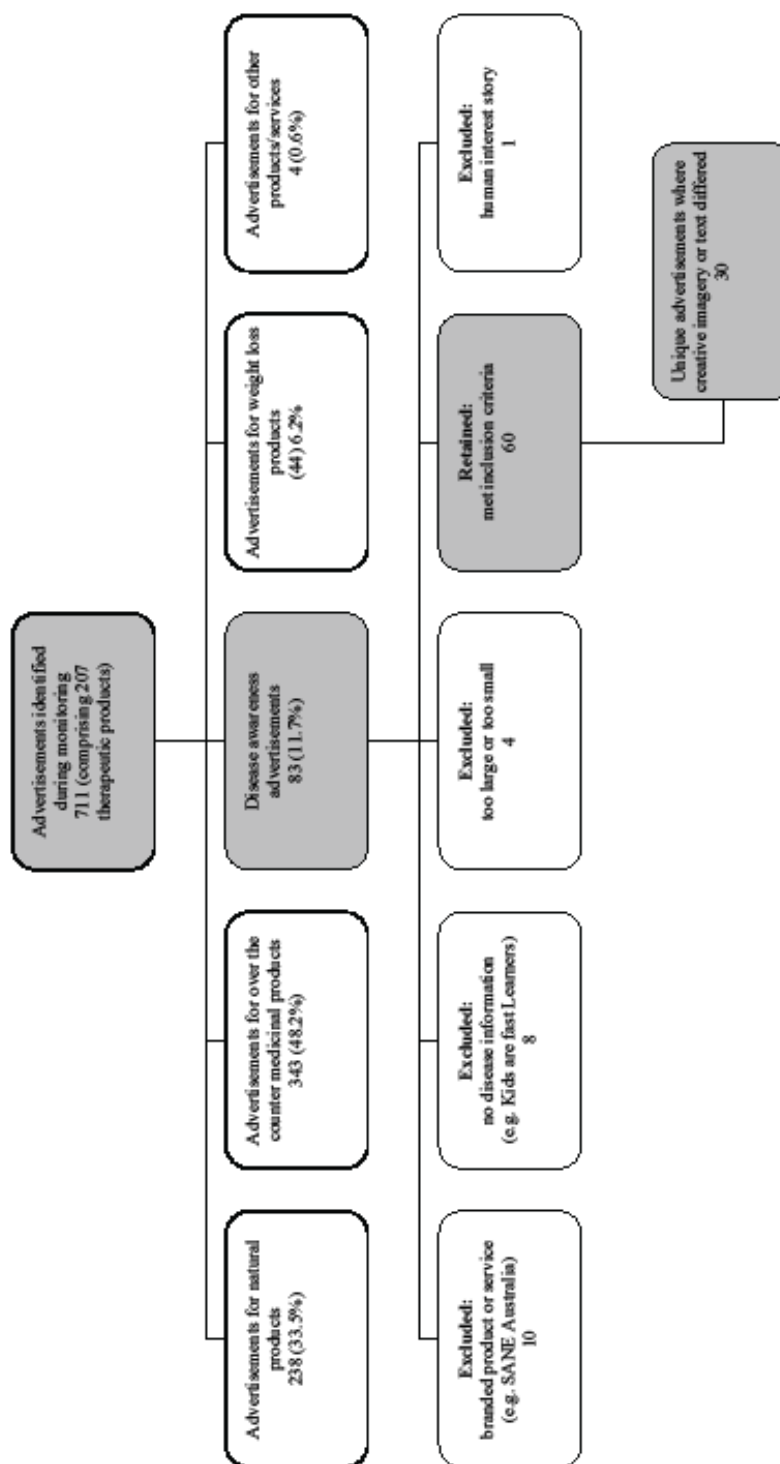 Advertisements identified
during monitoring
711 (comprising 207
therapeutic products)
Advertisements for natural
products
238 (33.5%)
Advertisements for over the
counter medicinal products
343 (48.2%)
Disease awareness
advertisements
83 (11.7%)
Advertisements for weight loss
products
(44) 6.2%
Advertisements for other
products/services
4 (0.6%)
Excluded:
branded product or service
(e.g. SANE Australia)
10
Excluded:
no disease information
(e.g. Kids are fast Learners)
8
Excluded:
too large or too small
4
Retained:
met inclusion criteria
60
Excluded:
human interest story
1
Unique advertisements where
creative imagery or text differed
30